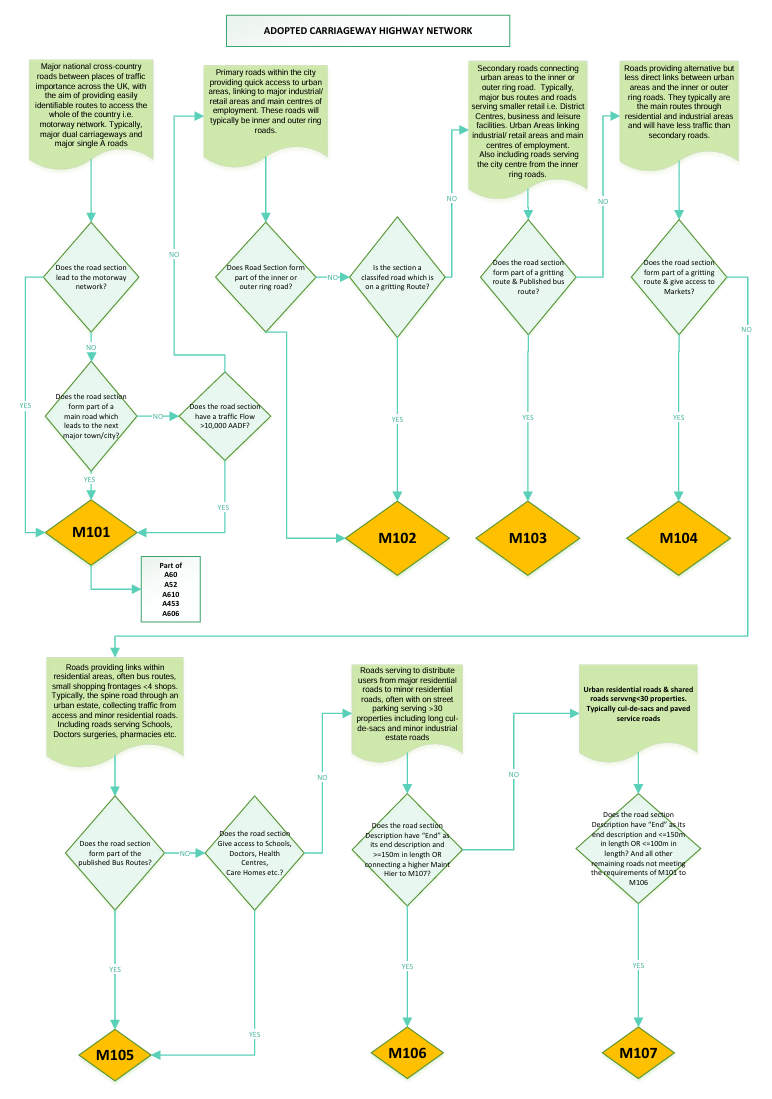 ADOPTED CARRIAGEWAY HIGHWAY NETWORK
Major national cross-country
roads between places of traffic
importance across the UK, with
the aim of providing easily
identifiable routes to access the
whole of the country i.e.
motorway network. Typically,
major dual carriageways and
major single A roads
Primary roads within the city
providing quick access to urban
areas, linking to major industrial/
retail areas and main centres of
employment. These roads will
typically be inner and outer ring
roads.
Secondary roads connecting
urban areas to the inner or
outer ring road. Typically,
major bus routes and roads
serving smaller retail i.e. District
Centres, business and leisure
facilities. Urban Areas linking
industrial/ retail areas and main
centres of employment.
Also including roads serving
the city centre from the inner
ring roads.
Roads providing alternative but
less direct links between urban
areas and the inner or outer
ring roads. They typically are
the main routes through
residential and industrial areas
and will have less traffic than
secondary roads.
NO
NO
NO
Does the road section
lead to the motorway
network?
Does Road Section form
part of the inner or
outer ring road?
NO
Is the section a
classifed road which is
on a gritting Route?
Does the road section
form part of a gritting
route & Published bus
route?
Does the road section
form part of a gritting
route & give access to
Markets?
NO
NO
YES
Does the road section
form part of a
main road which
leads to the next
major town/city?
NO
Does the road section
have a traffic Flow
>10,000 AADF?
YES
YES
YES
YES
YES
M101
M102
M103
M104
Part of
A60
A52
A610
A453
A606
Roads providing links within
residential areas, often bus routes,
small shopping frontages <4 shops.
Typically, the spine road through an
urban estate, collecting traffic from
access and minor residential roads.
Including roads serving Schools,
Doctors surgeries, pharmacies etc.
Roads serving to distribute
users from major residential
roads to minor residential
roads, often with on street
parking serving >30
properties including long cul-
de-sacs and minor industrial
estate roads
Urban residential roads & shared
roads servvng<30 properties.
Typically cul-de-sacs and paved
service roads
NO
NO
Does the road section
form part of the
published Bus Routes?
NO
Does the road section
Give access to Schools,
Doctors, Health
Centres,
Care Homes etc.?
Does the road section
Description have “End” as
its end description and
>=150m in length OR
connecting a higher Maint
Hier to M107?
Does the road section
Description have “End” as its
end description and <=150m
in length OR <=100m in
length? And all other
remaining roads not meeting
the requirements of M101 to
M106
YES
YES
YES
YES
M105
M106
M107